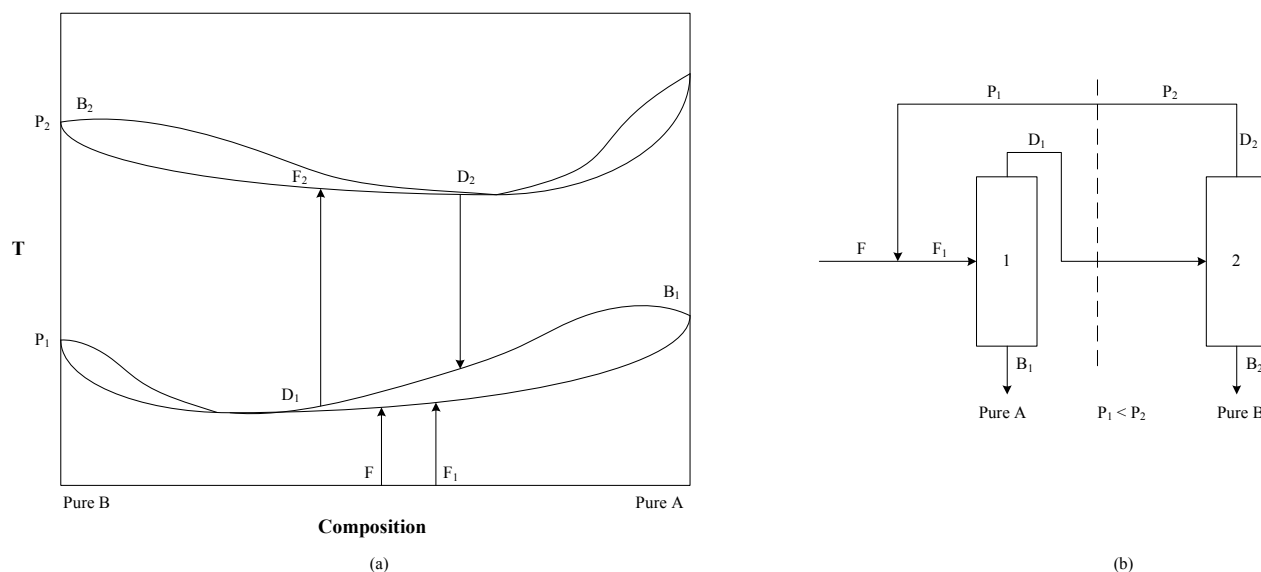 B₂
P₂
F₂
D₂
T
B₁
P₁
D₁
F
F₁
Pure B
Pure A
Composition
(a)
P₁
P₂
D₁
D₂
F
F₁
1
2
B₁
B₂
Pure A
P₁ < P₂
Pure B
(b)